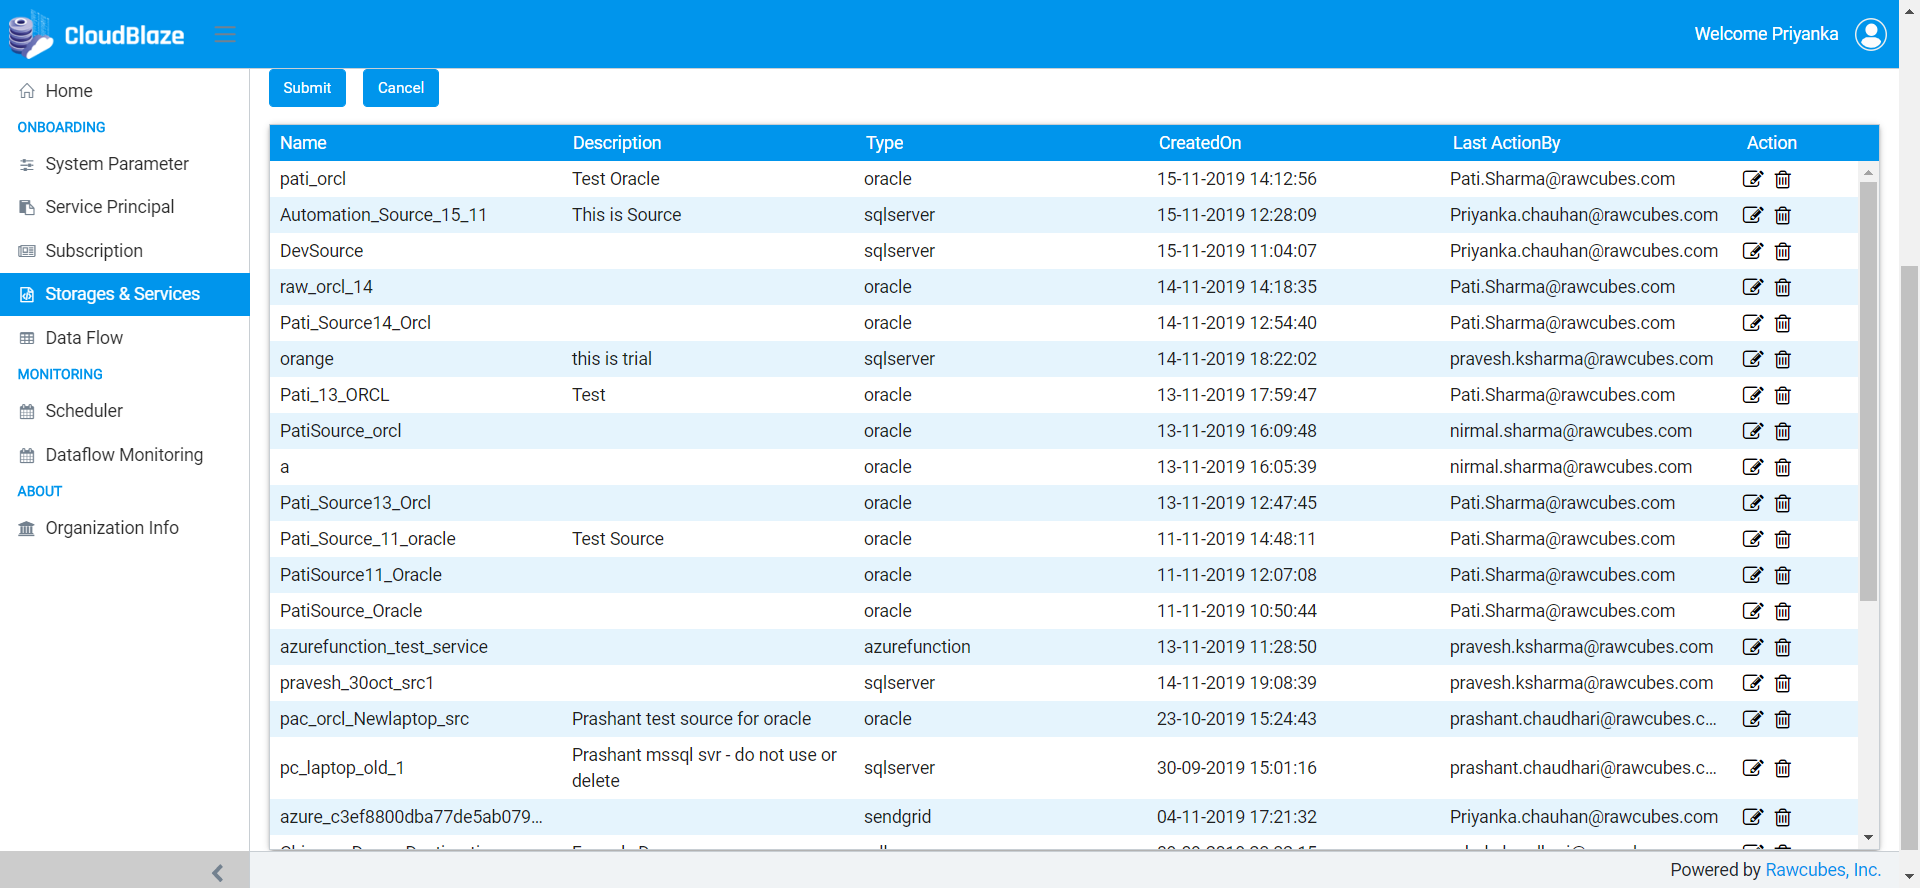 CloudBlaze
Welcome Priyanka
Home
ONBOARDING
System Parameter
Service Principal
Subscription
Storages & Services
Data Flow
MONITORING
Scheduler
Dataflow Monitoring
ABOUT
Organization Info
Submit Cancel
Name Description Type CreatedOn Last ActionBy Action
pati_orcl Test Oracle oracle 15-11-2019 14:12:56 Pati.Sharma@rawcubes.com
Automation_Source_15_11 This is Source sqlserver 15-11-2019 12:28:09 Priyanka.chauhan@rawcubes.com
DevSource sqlserver 15-11-2019 11:04:07 Priyanka.chauhan@rawcubes.com
raw_orcl_14 oracle 14-11-2019 14:18:35 Pati.Sharma@rawcubes.com
Pati_Source14_Orcl oracle 14-11-2019 12:54:40 Pati.Sharma@rawcubes.com
orange this is trial sqlserver 14-11-2019 18:22:02 pravesh.ksharma@rawcubes.com
Pati_13_ORCL Test oracle 13-11-2019 17:59:47 Pati.Sharma@rawcubes.com
PatiSource_orcl oracle 13-11-2019 16:09:48 nirmal.sharma@rawcubes.com
a oracle 13-11-2019 16:05:39 nirmal.sharma@rawcubes.com
Pati_Source13_Orcl oracle 13-11-2019 12:47:45 Pati.Sharma@rawcubes.com
Pati_Source_11_oracle Test Source oracle 11-11-2019 14:48:11 Pati.Sharma@rawcubes.com
PatiSource11_Oracle oracle 11-11-2019 12:07:08 Pati.Sharma@rawcubes.com
PatiSource_Oracle oracle 11-11-2019 10:50:44 Pati.Sharma@rawcubes.com
azurefunction_test_service azurefunction 13-11-2019 11:28:50 pravesh.ksharma@rawcubes.com
pravesh_30oct_src1 sqlserver 14-11-2019 19:08:39 pravesh.ksharma@rawcubes.com
pac_orcl_Newlaptop_src Prashant test source for oracle oracle 23-10-2019 15:24:43 prashant.chaudhari@rawcubes.c...
pc_laptop_old_1 Prashant mssql svr - do not use or
delete sqlserver 30-09-2019 15:01:16 prashant.chaudhari@rawcubes.c...
azure_c3ef8800dba77de5ab079... sendgrid 04-11-2019 17:21:32 Priyanka.chauhan@rawcubes.com
Powered by Rawcubes, Inc.